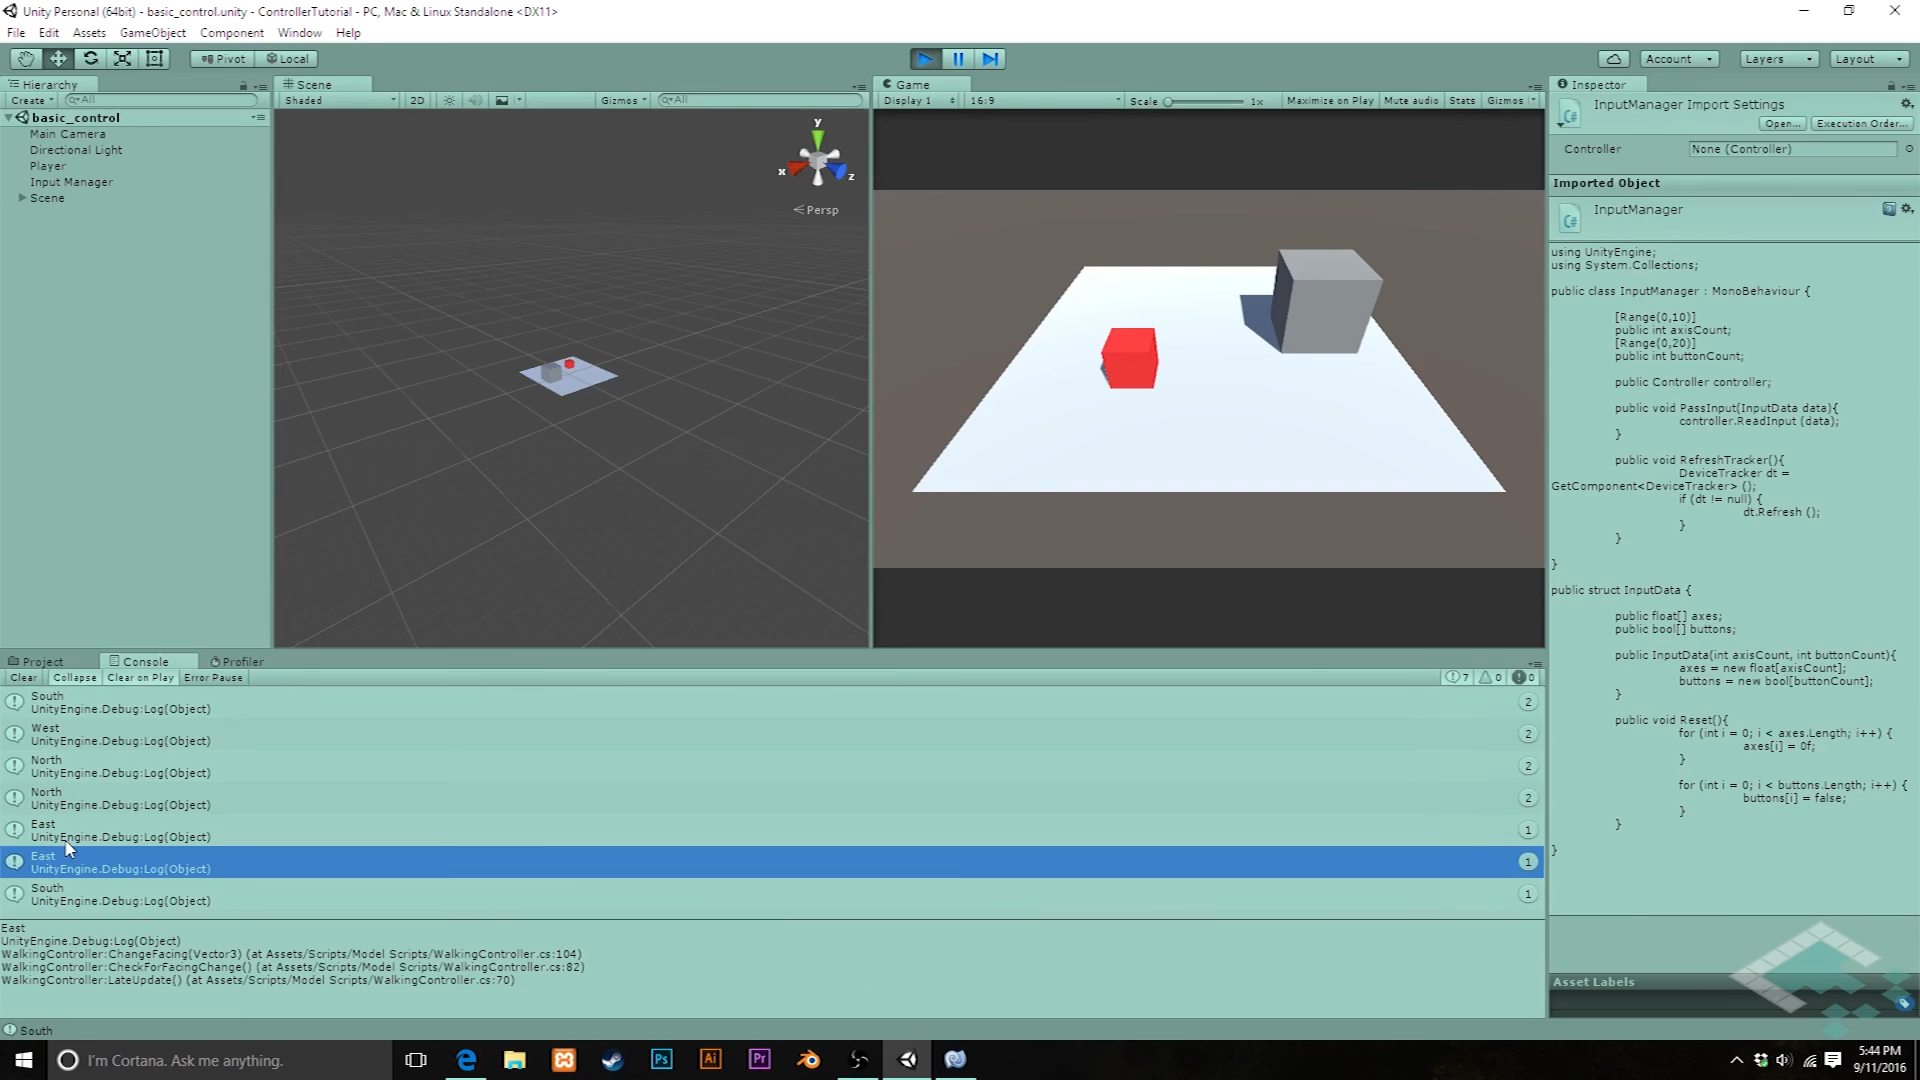 Unity Personal (64bit) - basic_control.unity - ControllerTutorial - PC, Mac & Linux Standalone <DX11>
File Edit Assets GameObject Component Window Help
Pivot Local Account Layers Layout
Hierarchy
Create All
basic_control
Main Camera
Directional Light
Player
Input Manager
Scene
Scene
Shaded 2D Gizmos All
y
x
z
Persp
Game
Display 1 16:9 Scale 1x Maximize on Play Mute audio Stats Gizmos
Inspector
InputManager Import Settings
Open... Execution Order...
Controller None (Controller)
Imported Object
InputManager
using UnityEngine;
using System.Collections;
public class InputManager : MonoBehaviour {
[Range(0,10)]
public int axisCount;
[Range(0,20)]
public int buttonCount;
public Controller controller;
public void PassInput(InputData data){
controller.ReadInput (data);
}
public void RefreshTracker(){
DeviceTracker dt =
GetComponent<DeviceTracker> ();
if (dt != null) {
dt.Refresh ();
}
}
}
public struct InputData {
public float[] axes;
public bool[] buttons;
public InputData(int axisCount, int buttonCount){
axes = new float[axisCount];
buttons = new bool[buttonCount];
}
public void Reset(){
for (int i = 0; i < axes.Length; i++) {
axes[i] = 0f;
}
for (int i = 0; i < buttons.Length; i++) {
buttons[i] = false;
}
}
}
Asset Labels
Project Console Profiler
Clear Collapse Clear on Play Error Pause 7 0 0
South
UnityEngine.Debug:Log(Object) 2
West
UnityEngine.Debug:Log(Object) 2
North
UnityEngine.Debug:Log(Object) 2
North
UnityEngine.Debug:Log(Object) 2
East
UnityEngine.Debug:Log(Object) 1
East
UnityEngine.Debug:Log(Object) 1
South
UnityEngine.Debug:Log(Object) 1
East
UnityEngine.Debug:Log(Object)
WalkingController:ChangeFacing(Vector3) (at Assets/Scripts/Model Scripts/WalkingController.cs:104)
WalkingController:CheckForFacingChange() (at Assets/Scripts/Model Scripts/WalkingController.cs:82)
WalkingController:LateUpdate() (at Assets/Scripts/Model Scripts/WalkingController.cs:70)
South
I'm Cortana. Ask me anything.
Ps Ai Pr
5:44 PM
9/11/2016